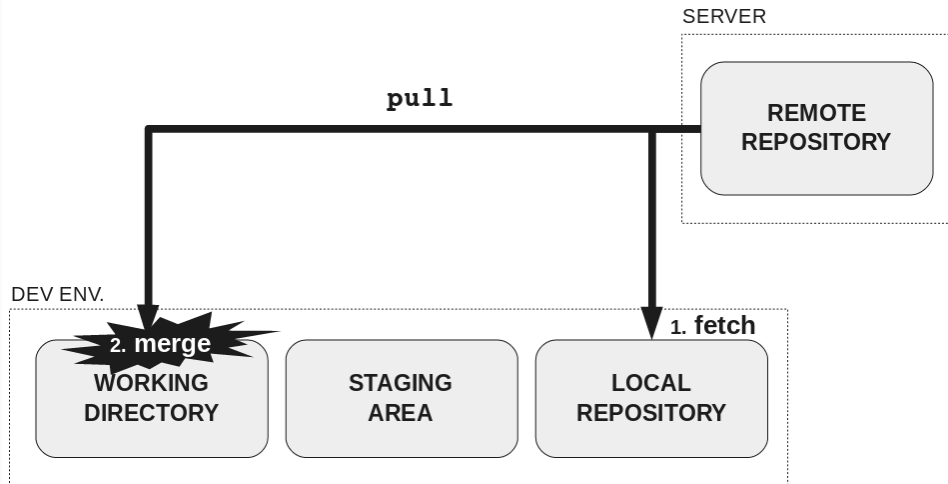 SERVER
REMOTE
REPOSITORY
pull
DEV ENV.
1. fetch
2. merge
WORKING
DIRECTORY
STAGING
AREA
LOCAL
REPOSITORY